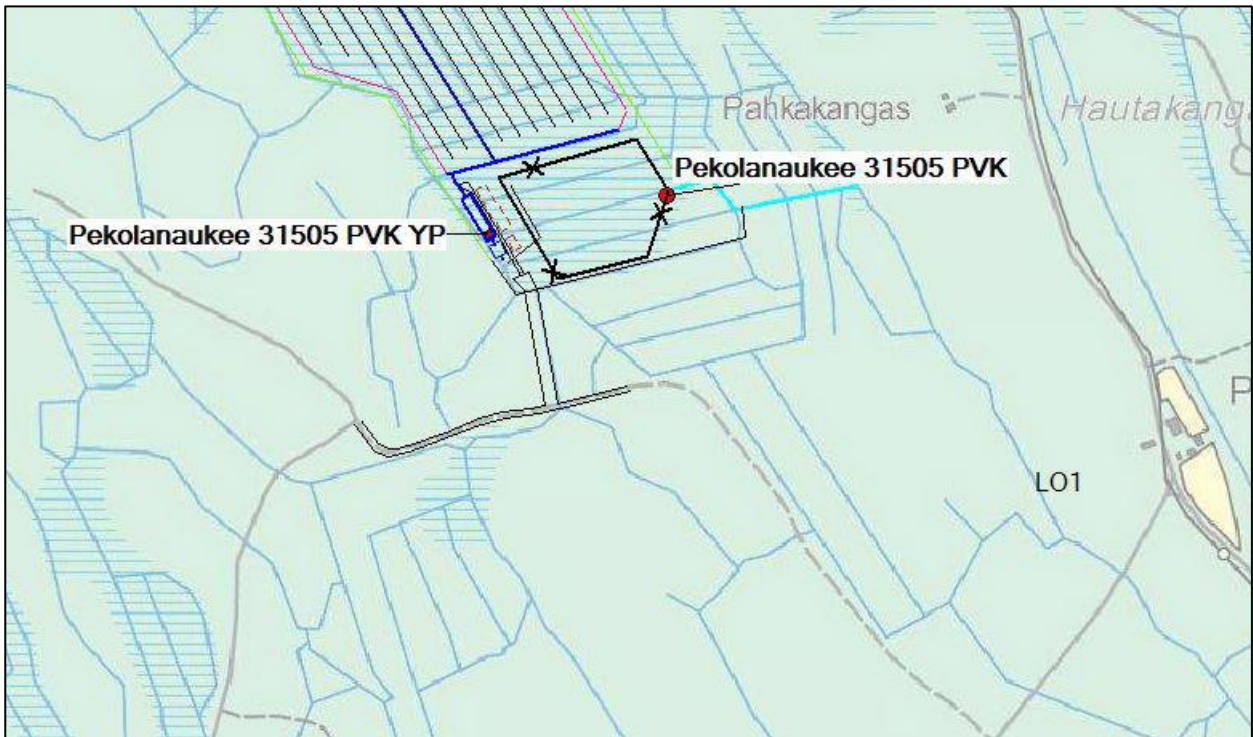 Pahkakangas
Hautakang
Pekolanaukee 31505 PVK
Pekolanaukee 31505 PVK YP
P
LO1